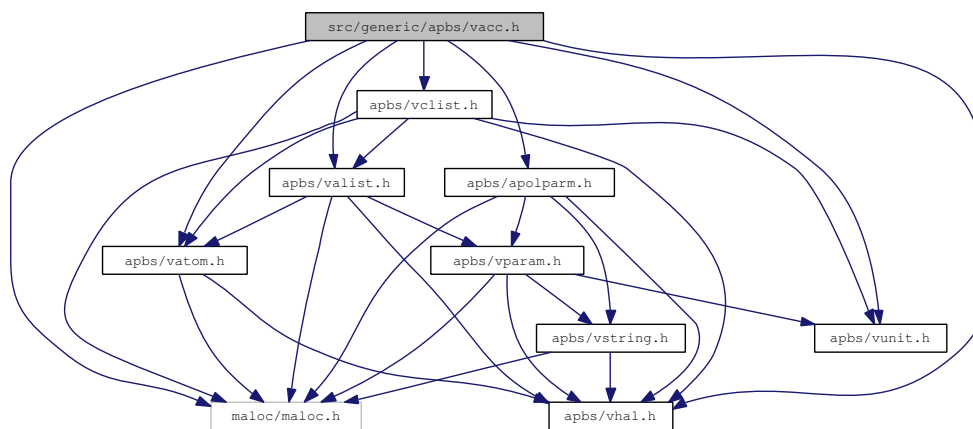 src/generic/apbs/vacc.h
apbs/vclist.h
apbs/valist.h
apbs/apolparm.h
apbs/vatom.h
apbs/vparam.h
apbs/vstring.h
apbs/vunit.h
maloc/maloc.h
apbs/vhal.h